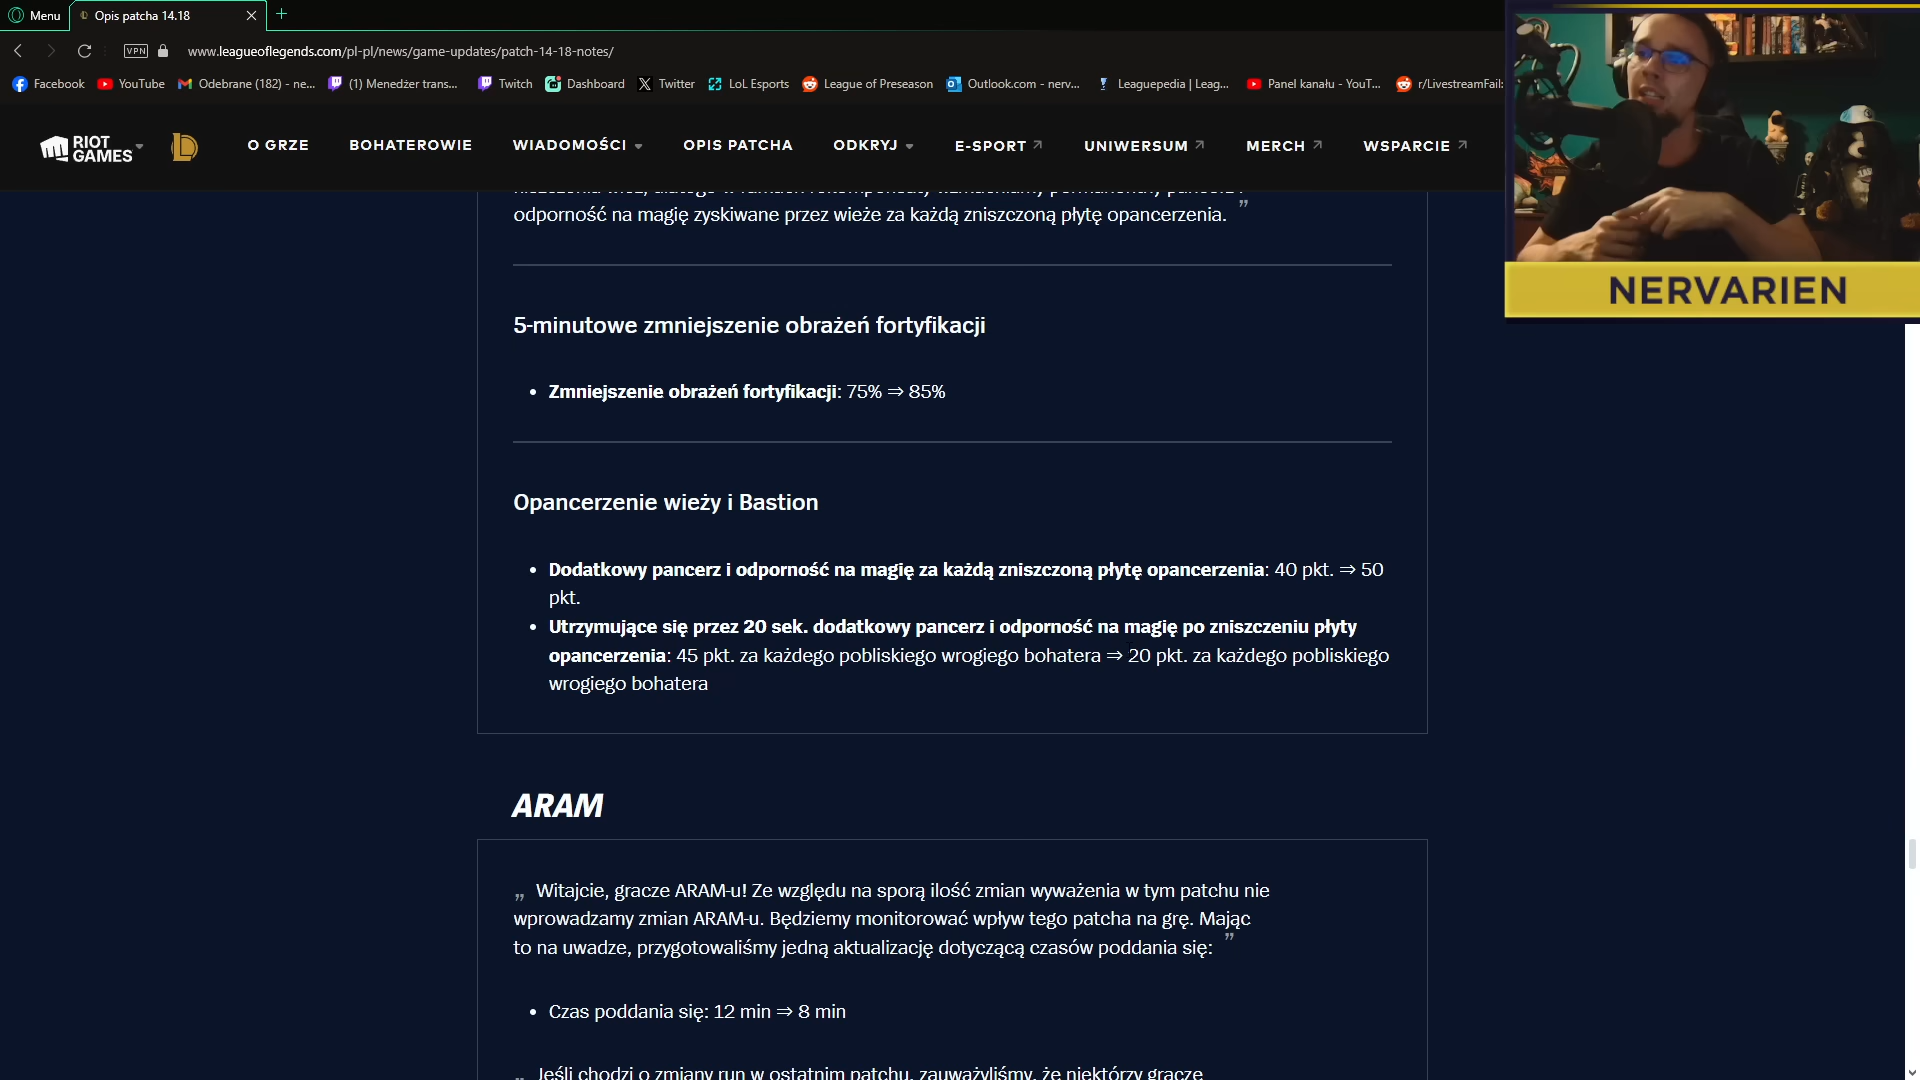 Menu
Opis patcha 14.18
VPN
www.leagueoflegends.com/pl-pl/news/game-updates/patch-14-18-notes/
Facebook
YouTube
Odebrane (182) - ne...
(1) Menedżer trans...
Twitch
Dashboard
Twitter
LoL Esports
League of Preseason
Outlook.com - nerv...
Leaguepedia | Leag...
Panel kanału - YouT...
r/LivestreamFail:
RIOT
GAMES
O GRZE
BOHATEROWIE
WIADOMOŚCI
OPIS PATCHA
ODKRYJ
E-SPORT
UNIWERSUM
MERCH
WSPARCIE
NERVARIEN
odporność na magię zyskiwane przez wieże za każdą zniszczoną płytę opancerzenia. ”
5-minutowe zmniejszenie obrażeń fortyfikacji
• Zmniejszenie obrażeń fortyfikacji: 75% ⇒ 85%
Opancerzenie wieży i Bastion
• Dodatkowy pancerz i odporność na magię za każdą zniszczoną płytę opancerzenia: 40 pkt. ⇒ 50
pkt.
• Utrzymujące się przez 20 sek. dodatkowy pancerz i odporność na magię po zniszczeniu płyty
opancerzenia: 45 pkt. za każdego pobliskiego wrogiego bohatera ⇒ 20 pkt. za każdego pobliskiego
wrogiego bohatera
ARAM
„ Witajcie, gracze ARAM-u! Ze względu na sporą ilość zmian wyważenia w tym patchu nie
wprowadzamy zmian ARAM-u. Będziemy monitorować wpływ tego patcha na grę. Mając
to na uwadze, przygotowaliśmy jedną aktualizację dotyczącą czasów poddania się: ”
• Czas poddania się: 12 min ⇒ 8 min
„ Jeśli chodzi o zmiany run w ostatnim patchu, zauważyliśmy, że niektórzy gracze